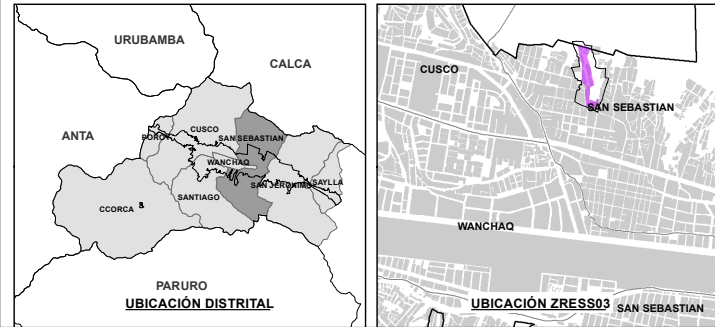 URUBAMBA
CALCA
ANTA
CUSCO
POROY
SAN SEBASTIAN
WANCHAQ
SAN JERONIMO
SAYLLA
SANTIAGO
CCORCA
PARURO
UBICACIÓN DISTRITAL
CUSCO
SAN SEBASTIAN
WANCHAQ
UBICACIÓN ZRESS03
SAN SEBASTIAN